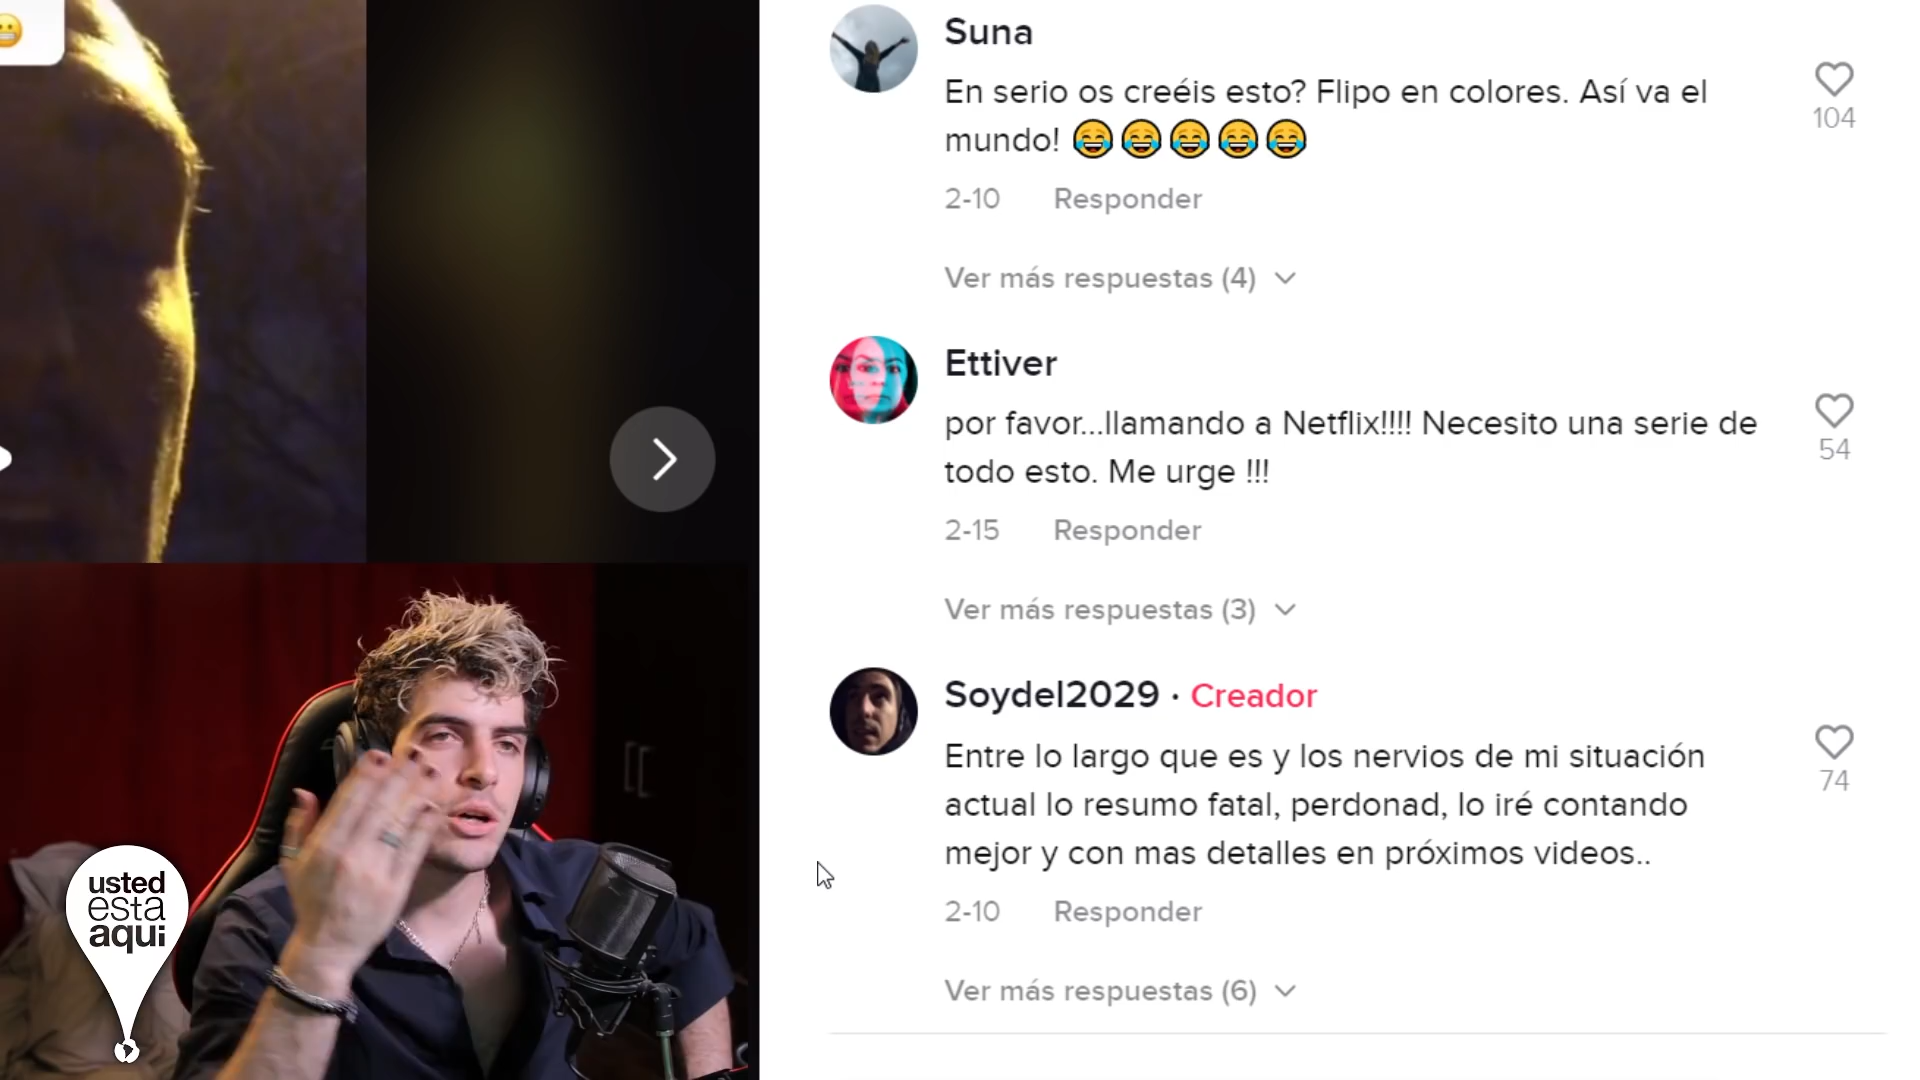 Suna
En serio os creéis esto? Flipo en colores. Así va el
mundo! 😂😂😂😂😂
2-10 Responder
104
Ver más respuestas (4)
Ettiver
por favor...llamando a Netflix!!!! Necesito una serie de
todo esto. Me urge !!!
2-15 Responder
54
Ver más respuestas (3)
Soydel2029 · Creador
Entre lo largo que es y los nervios de mi situación
actual lo resumo fatal, perdonad, lo iré contando
mejor y con mas detalles en próximos videos..
2-10 Responder
74
Ver más respuestas (6)
usted
esta
aqui